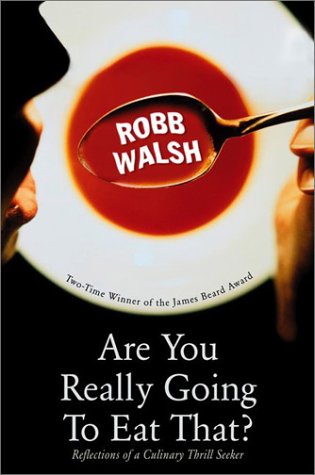 ROBB
WALSH
Two-Time Winner of the James Beard Award
Are You
Really Going
To Eat That?
Reflections of a Culinary Thrill Seeker